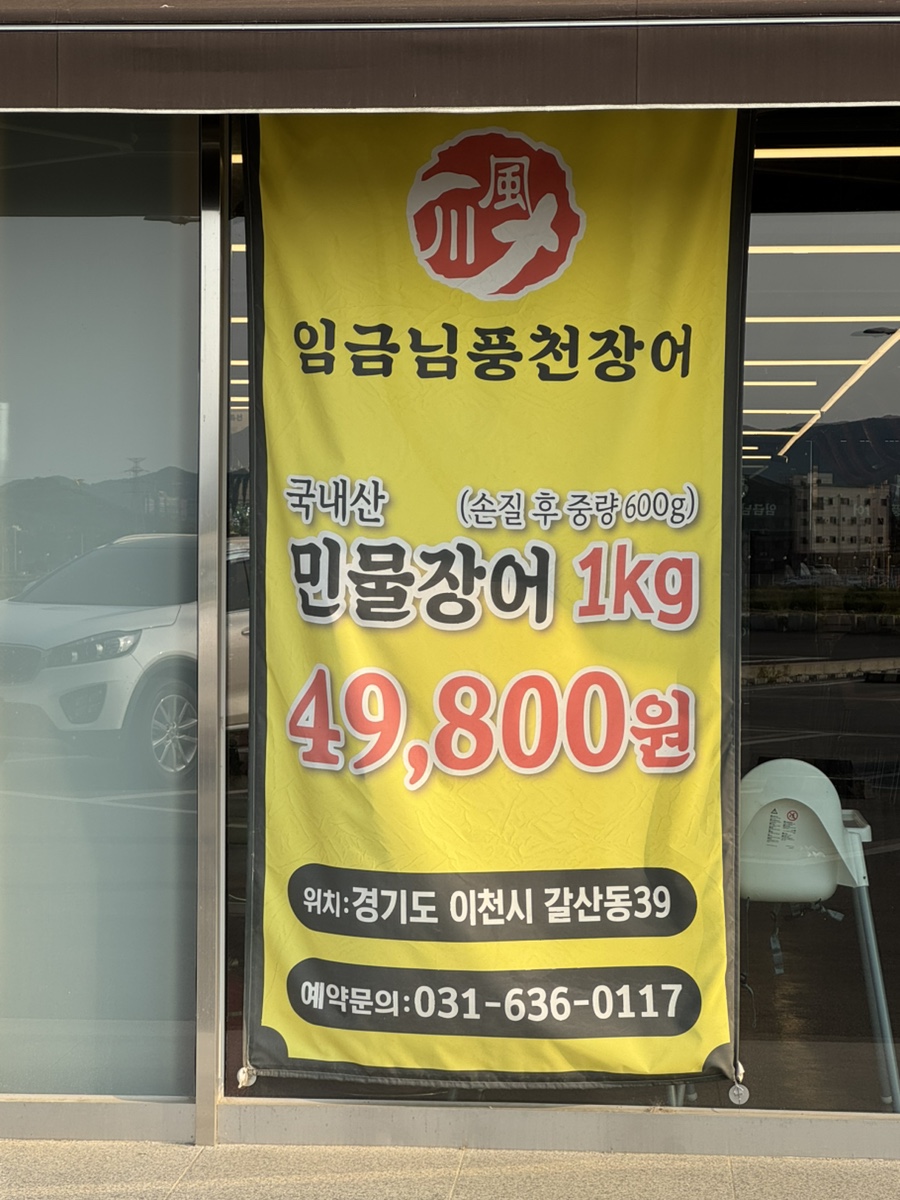 風
川
임금님풍천장어
국내산 (손질 후 중량 600g)
민물장어 1kg
49,800원
위치:경기도 이천시 갈산동39
예약문의:031-636-0117